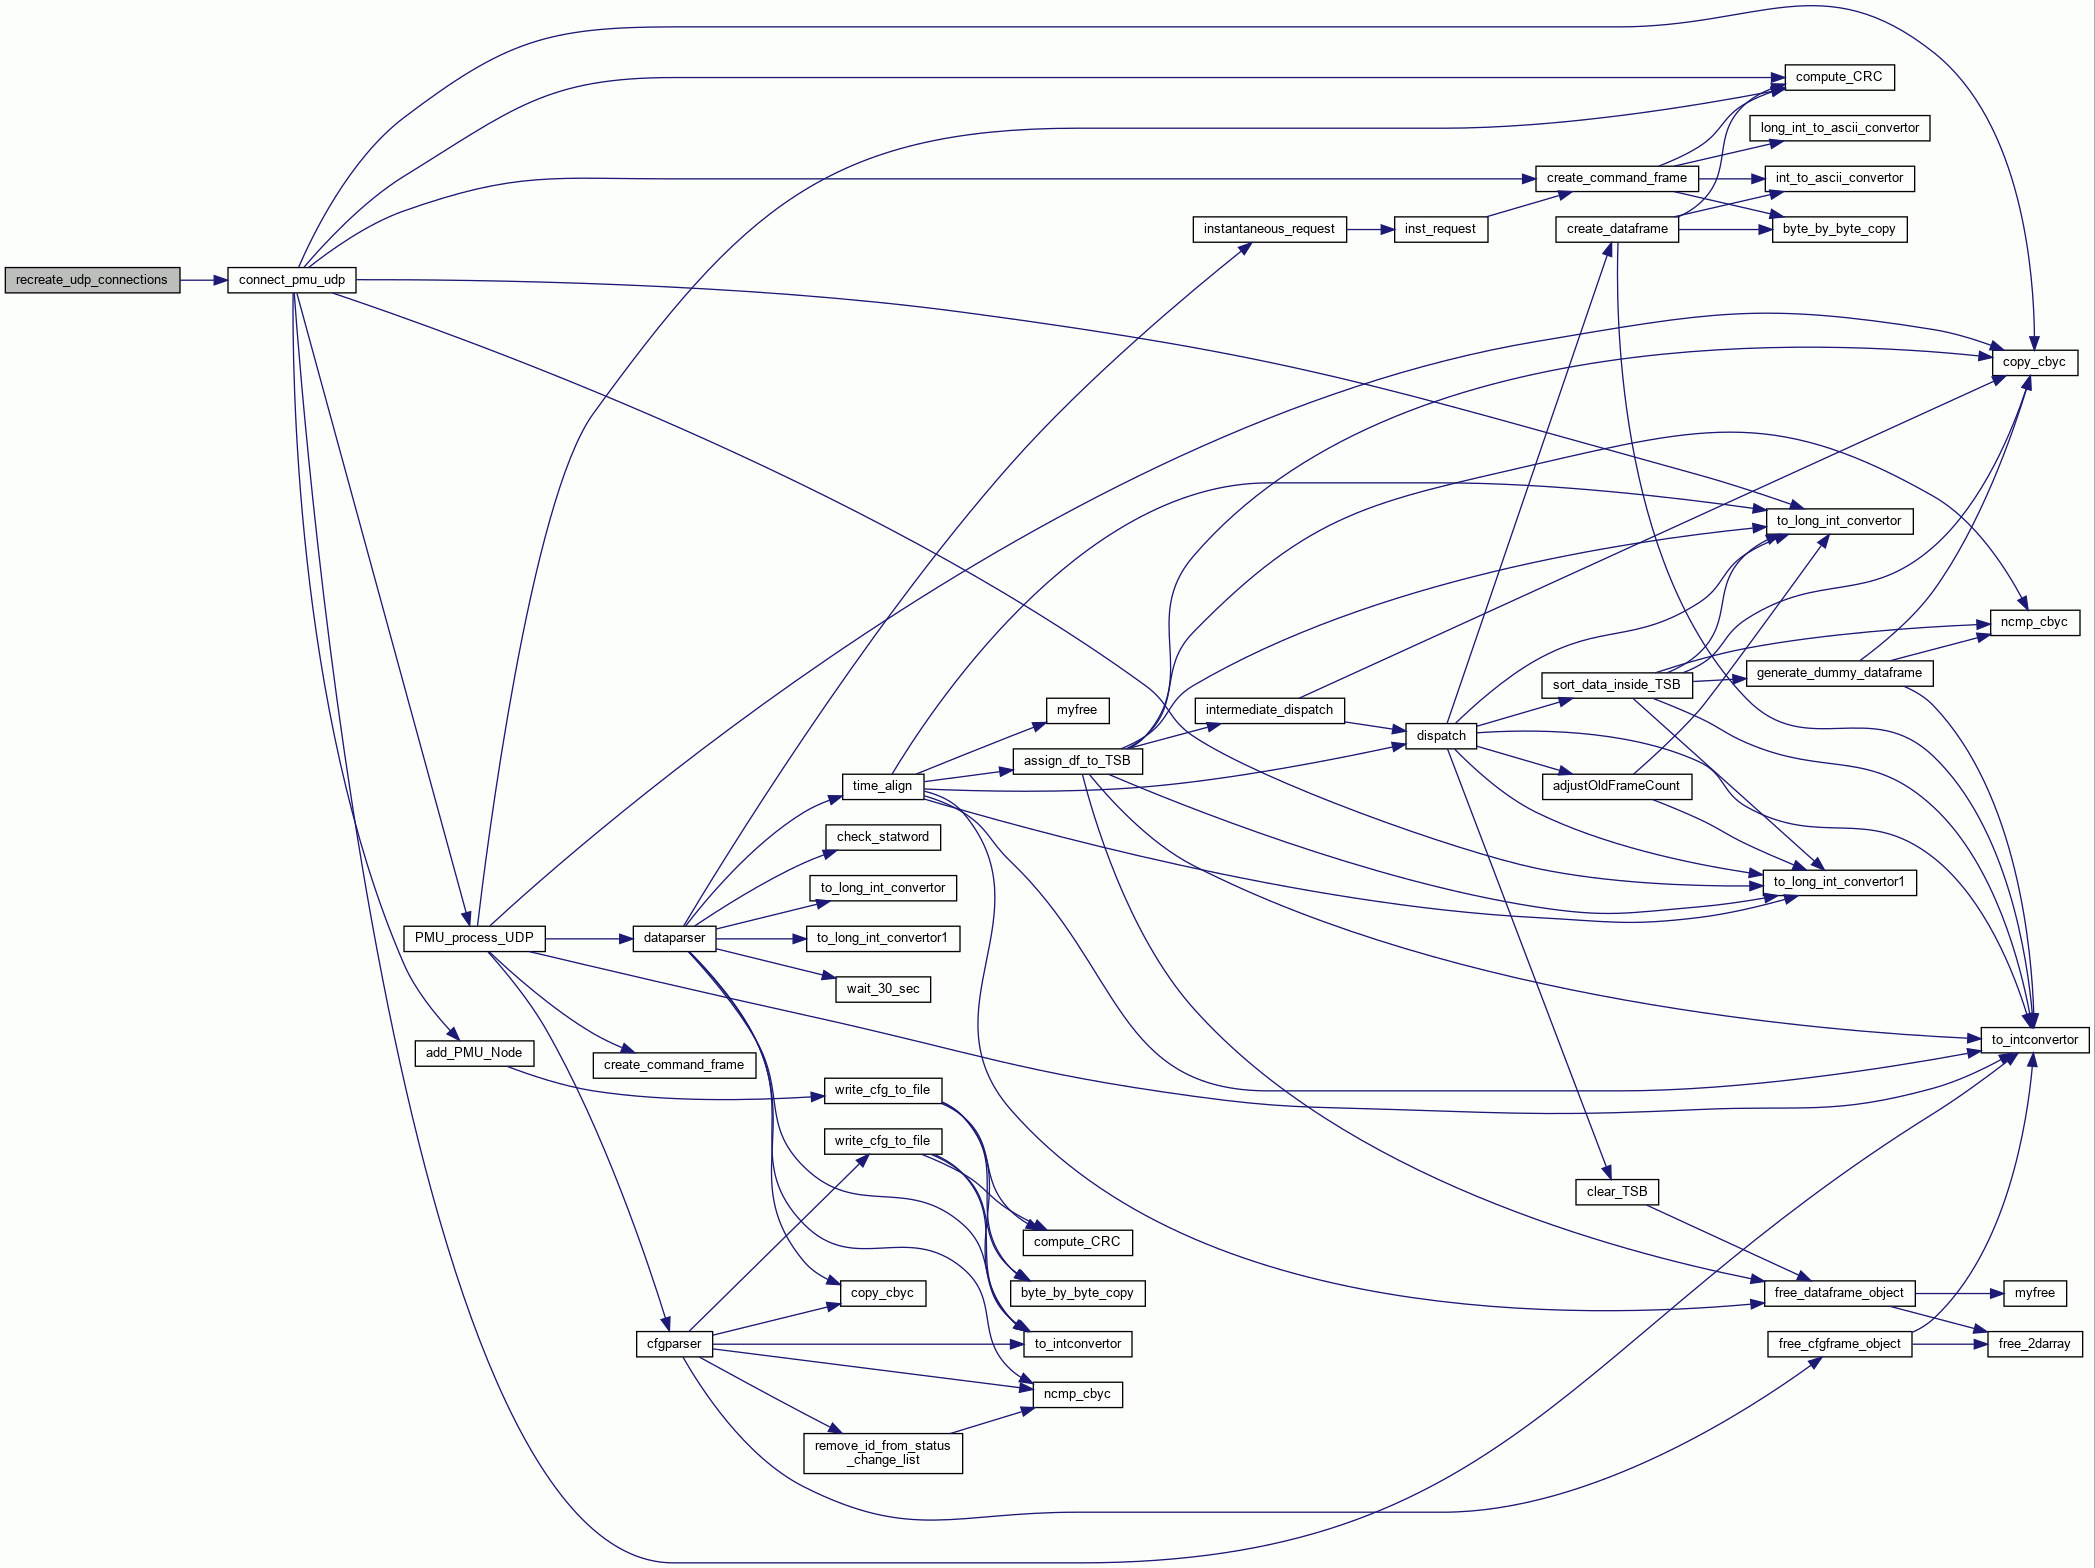 compute_CRC
long_int_to_ascii_convertor
create_command_frame
int_to_ascii_convertor
instantaneous_request
inst_request
create_dataframe
byte_by_byte_copy
recreate_udp_connections
connect_pmu_udp
copy_cbyc
to_long_int_convertor
ncmp_cbyc
generate_dummy_dataframe
sort_data_inside_TSB
myfree
intermediate_dispatch
dispatch
assign_df_to_TSB
time_align
adjustOldFrameCount
check_statword
to_long_int_convertor
to_long_int_convertor1
PMU_process_UDP
dataparser
to_long_int_convertor1
wait_30_sec
to_intconvertor
add_PMU_Node
create_command_frame
write_cfg_to_file
write_cfg_to_file
clear_TSB
compute_CRC
copy_cbyc
byte_by_byte_copy
free_dataframe_object
myfree
cfgparser
to_intconvertor
free_cfgframe_object
free_2darray
ncmp_cbyc
remove_id_from_status
_change_list